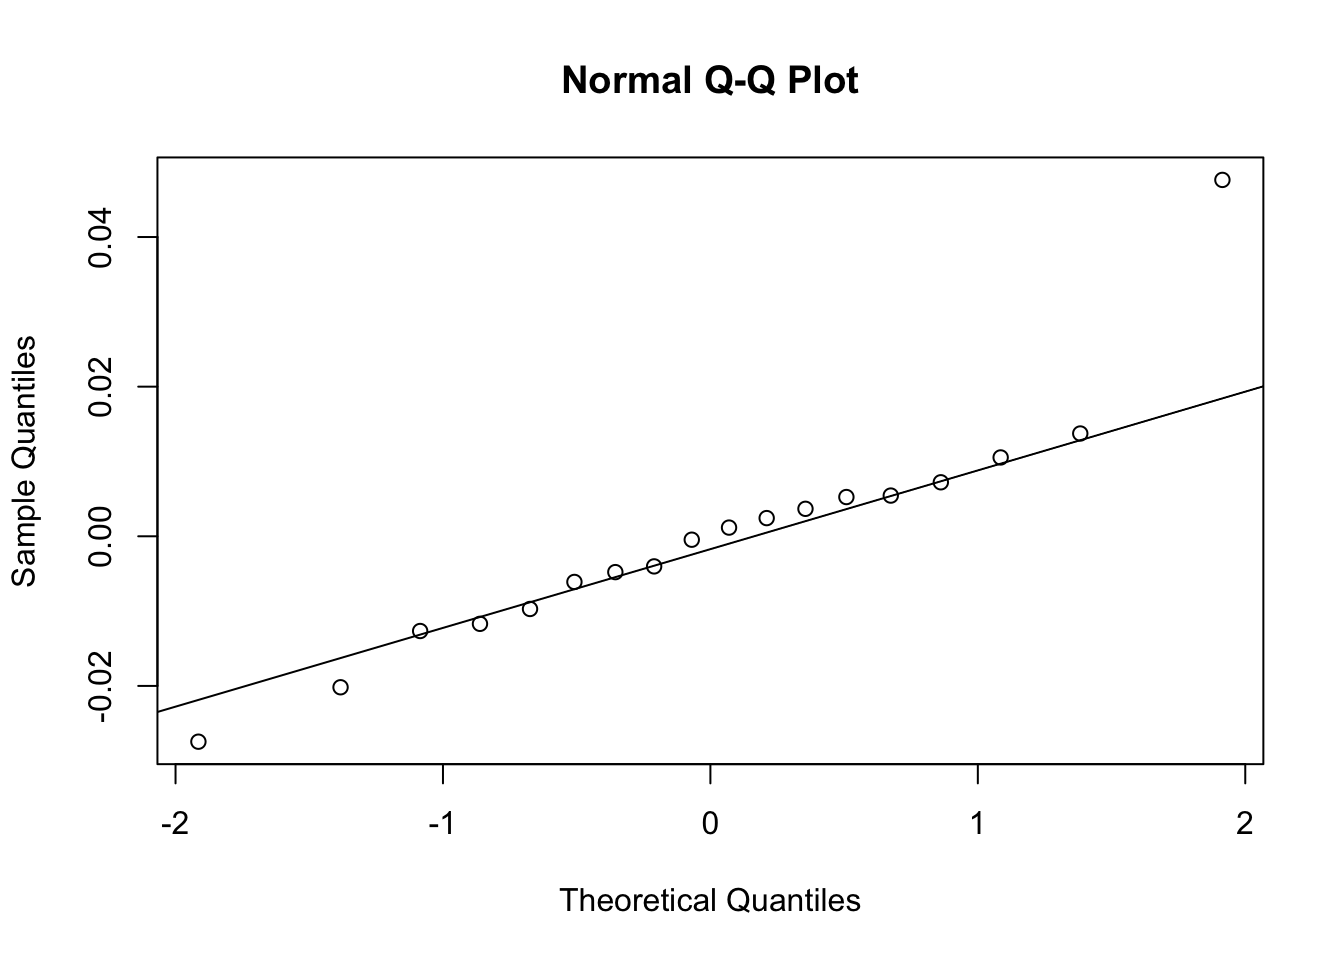 Normal Q-Q Plot
Sample Quantiles
0.04
0.02
0.00
-0.02
-2 -1 0 1 2
Theoretical Quantiles